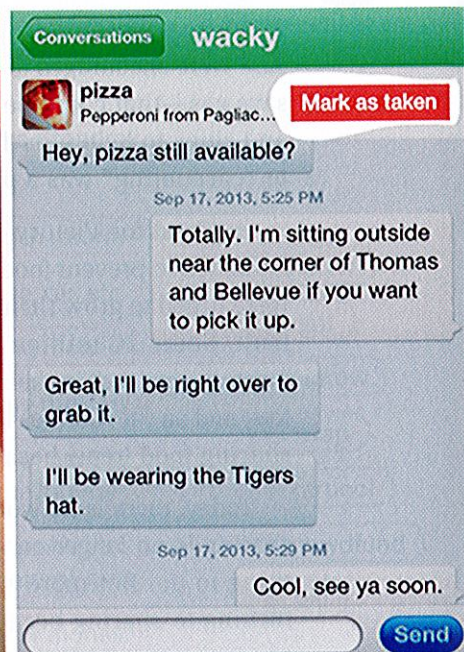 Conversations
wacky
pizza
Pepperoni from Pagliac...
Mark as taken
Hey, pizza still available?
Sep 17, 2013, 5:25 PM
Totally. I'm sitting outside
near the corner of Thomas
and Bellevue if you want
to pick it up.
Great, I'll be right over to
grab it.
I'll be wearing the Tigers
hat.
Sep 17, 2013, 5:29 PM
Cool, see ya soon.
Send